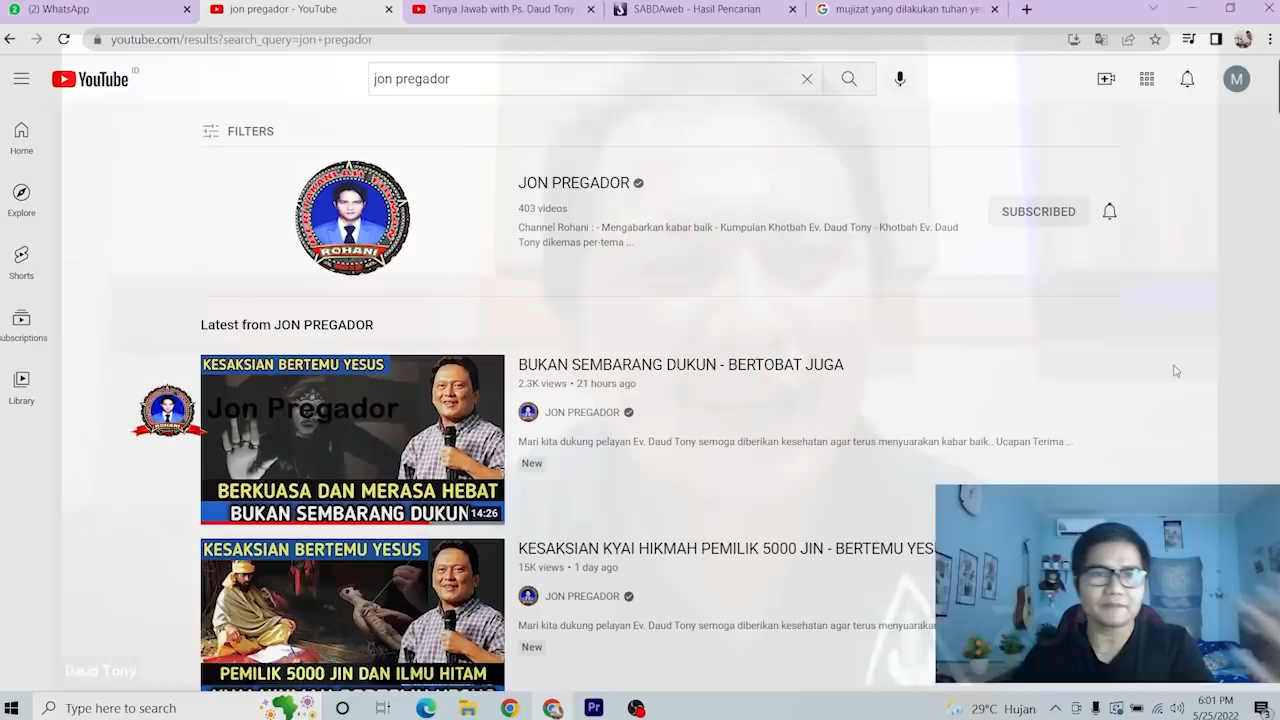 (2) WhatsApp
jon pregador - YouTube
Tanya Jawab with Ps. Daud Tony
SABDAweb - Hasil Pencarian
mujizat yang dilakukan tuhan ye
youtube.com/results?search_query=jon+pregador
YouTube ID
jon pregador
M
Home
Explore
Shorts
ubscriptions
Library
FILTERS
ROHANI
JON PREGADOR
403 videos
Channel Rohani : - Mengabarkan kabar baik - Kumpulan Khotbah Ev. Daud Tony - Khotbah Ev. Daud
Tony dikemas per-tema ...
SUBSCRIBED
Latest from JON PREGADOR
KESAKSIAN BERTEMU YESUS
Jon Pregador
BERKUASA DAN MERASA HEBAT
BUKAN SEMBARANG DUKUN
14:26
ROHANI
BUKAN SEMBARANG DUKUN - BERTOBAT JUGA
2.3K views • 21 hours ago
JON PREGADOR
Mari kita dukung pelayan Ev. Daud Tony semoga diberikan kesehatan agar terus menyuarakan kabar baik.. Ucapan Terima ...
New
KESAKSIAN BERTEMU YESUS
PEMILIK 5000 JIN DAN ILMU HITAM
KESAKSIAN KYAI HIKMAH PEMILIK 5000 JIN - BERTEMU YES
15K views • 1 day ago
JON PREGADOR
Mari kita dukung pelayan Ev. Daud Tony semoga diberikan kesehatan agar terus menyuarakan
New
Daud Tony
Type here to search
Pr
29°C Hujan
6:01 PM
5/25/2022